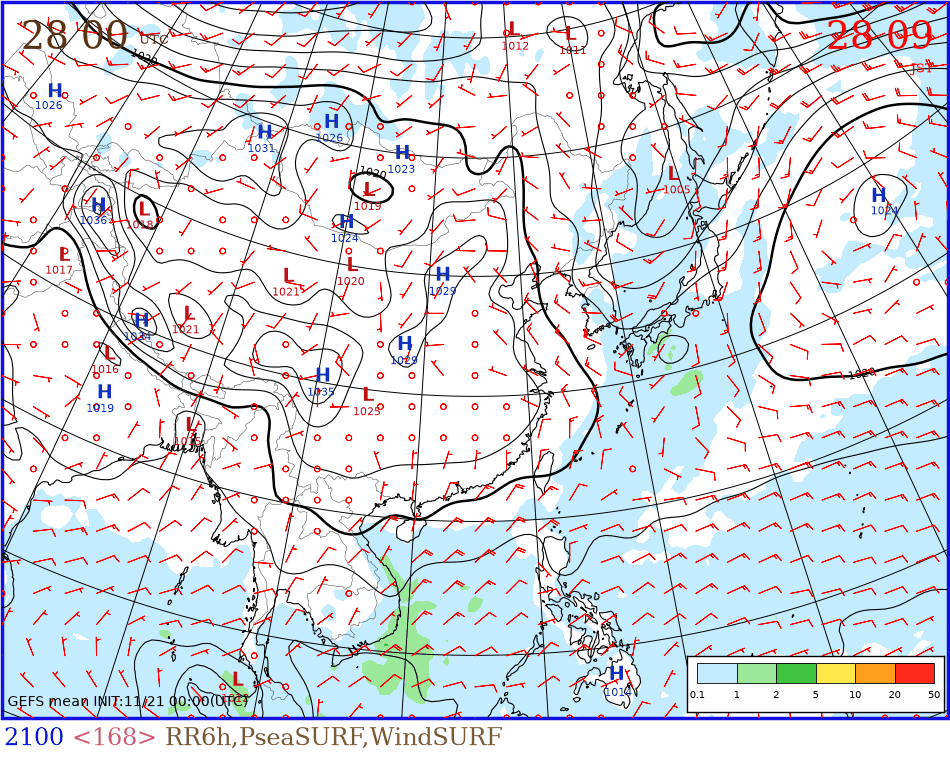 28 00 UTC
28 09
JST
L 1012
L 1011
1020
H 1026
H 1031
H 1026
H 1023
1020
L 1019
L 1005
H 1036
L 1018
H 1024
H 1024
L 1017
L 1020
L 1021
H 1029
H 1034
L 1021
L 1016
H 1029
H 1035
1020
H 1019
L 1025
L
H 1014
L
GEFS mean INIT:11/21 00:00(UTC)
0.1 1 2 5 10 20 50
2100 <168> RR6h,PseaSURF,WindSURF